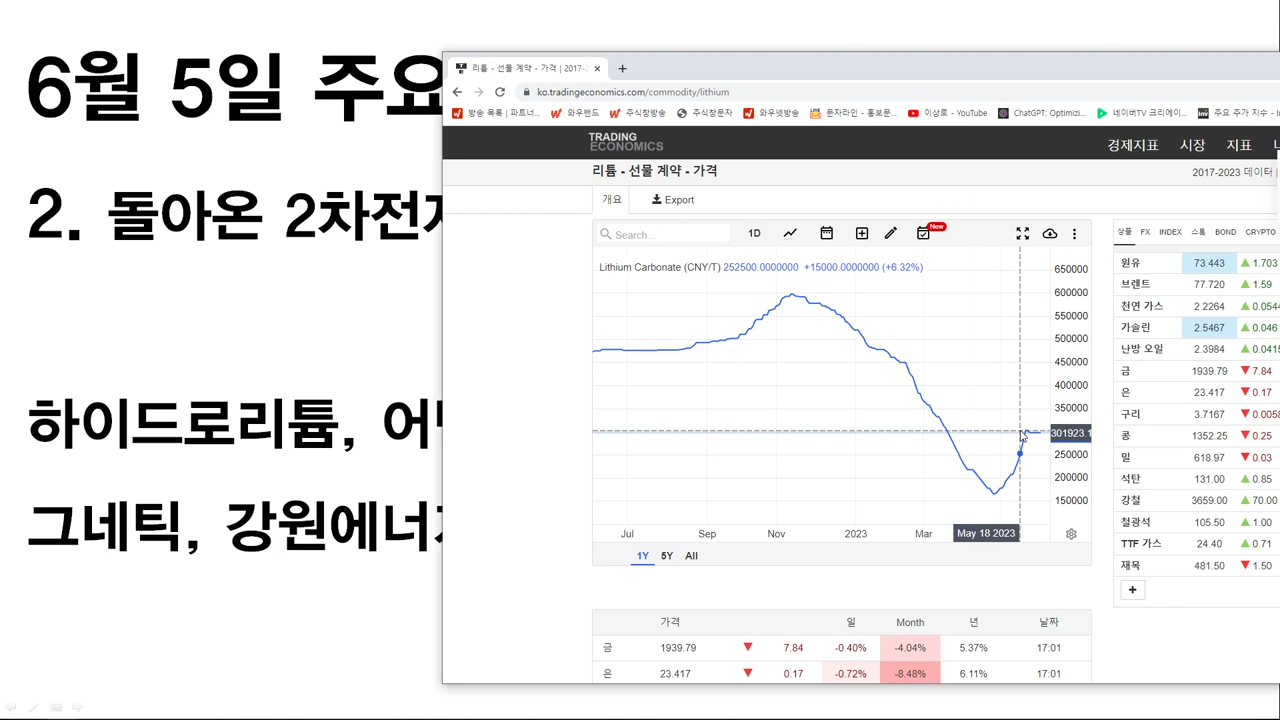 6월 5일 주요
2. 돌아온 2차전지
하이드로리튬,
그네틱, 강원에너지
리튬 - 선물 계약 - 가격 | 2017-
ko.tradingeconomics.com/commodity/lithium
방송 목록 | 파트너... 와우밴드 주식창방송 주식창문자 와우넷방송 문자라인 - 홍보문... 이상로 - YouTube ChatGPT: Optimizi... 네이버TV 크리에이... 주요 주가 지수 -
TRADING
ECONOMICS
경제지표 시장 지표
리튬 - 선물 계약 - 가격
2017-2023 데이터 |
개요 Export
Search... 1D New
상품 FX INDEX 스톡 BOND CRYPTO
Lithium Carbonate (CNY/T) 252500.0000000 +15000.0000000 (+6.32%)
650000
600000
550000
500000
450000
400000
350000
301923.1
250000
200000
150000
Jul Sep Nov 2023 Mar May 18 2023
1Y 5Y All
원유 73.443 1.703
브렌트 77.720 1.59
천연 가스 2.2264 0.0544
가솔린 2.5467 0.046
난방 오일 2.3984 0.0415
금 1939.79 7.84
은 23.417 0.17
구리 3.7167 0.0058
콩 1352.25 0.25
밀 618.97 0.03
석탄 131.00 0.85
강철 3659.00 70.00
철광석 105.50 1.00
TTF 가스 24.40 0.71
재목 481.50 1.50
+
가격 일 Month 년 날짜
금 1939.79 7.84 -0.40% -4.04% 5.37% 17:01
은 23.417 0.17 -0.72% -8.48% 6.11% 17:01